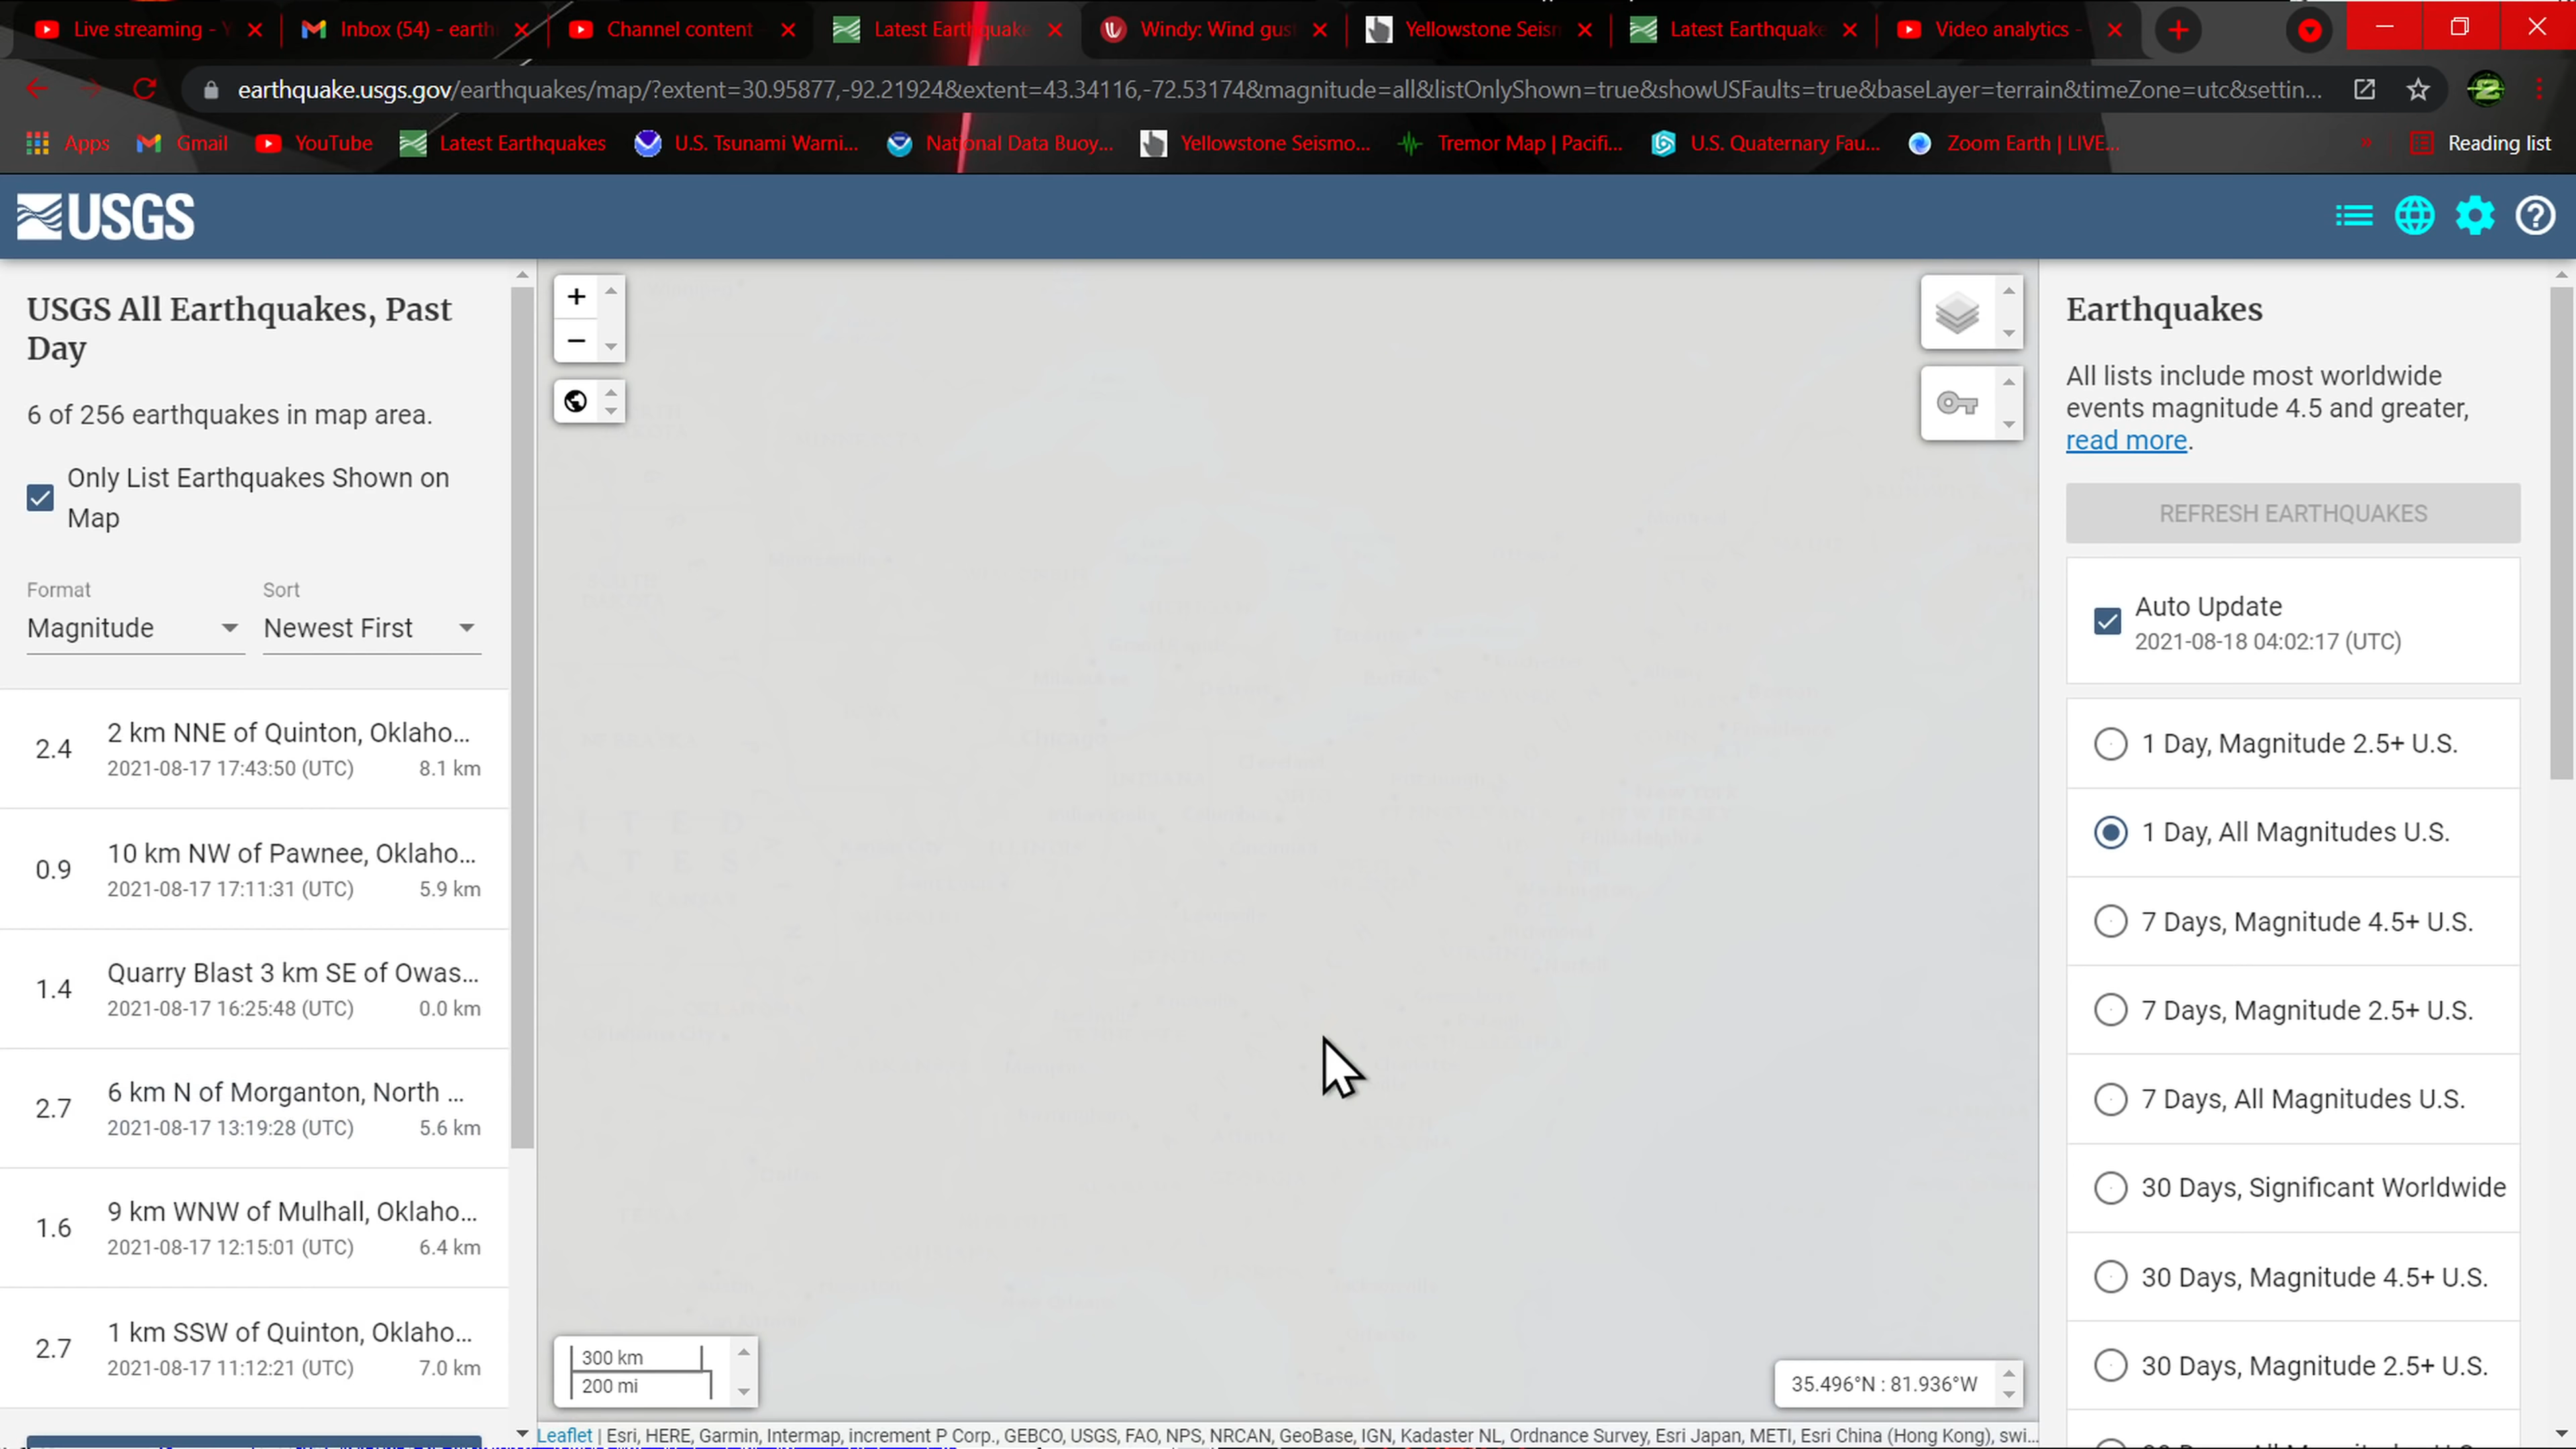 Live streaming - Y
Inbox (54) - earth
Channel content
Latest Earthquake
Windy: Wind gus
Yellowstone Seism
Latest Earthquake
Video analytics -
earthquake.usgs.gov/earthquakes/map/?extent=30.95877,-92.21924&extent=43.34116,-72.53174&magnitude=all&listOnlyShown=true&showUSFaults=true&baseLayer=terrain&timeZone=utc&settin...
Apps
Gmail
YouTube
Latest Earthquakes
U.S. Tsunami Warni...
National Data Buoy...
Yellowstone Seismo...
Tremor Map | Pacifi...
U.S. Quaternary Fau...
Zoom Earth | LIVE...
Reading list
USGS
USGS All Earthquakes, Past
Day
6 of 256 earthquakes in map area.
Only List Earthquakes Shown on
Map
Format
Sort
Magnitude
Newest First
2.4
2 km NNE of Quinton, Oklaho...
2021-08-17 17:43:50 (UTC) 8.1 km
0.9
10 km NW of Pawnee, Oklaho...
2021-08-17 17:11:31 (UTC) 5.9 km
1.4
Quarry Blast 3 km SE of Owas...
2021-08-17 16:25:48 (UTC) 0.0 km
2.7
6 km N of Morganton, North ...
2021-08-17 13:19:28 (UTC) 5.6 km
1.6
9 km WNW of Mulhall, Oklaho...
2021-08-17 12:15:01 (UTC) 6.4 km
2.7
1 km SSW of Quinton, Oklaho...
2021-08-17 11:12:21 (UTC) 7.0 km
+
−
Chicago
300 km
200 mi
35.496°N : 81.936°W
Leaflet | Esri, HERE, Garmin, Intermap, increment P Corp., GEBCO, USGS, FAO, NPS, NRCAN, GeoBase, IGN, Kadaster NL, Ordnance Survey, Esri Japan, METI, Esri China (Hong Kong), swi...
Earthquakes
All lists include most worldwide
events magnitude 4.5 and greater,
read more.
REFRESH EARTHQUAKES
Auto Update
2021-08-18 04:02:17 (UTC)
1 Day, Magnitude 2.5+ U.S.
1 Day, All Magnitudes U.S.
7 Days, Magnitude 4.5+ U.S.
7 Days, Magnitude 2.5+ U.S.
7 Days, All Magnitudes U.S.
30 Days, Significant Worldwide
30 Days, Magnitude 4.5+ U.S.
30 Days, Magnitude 2.5+ U.S.